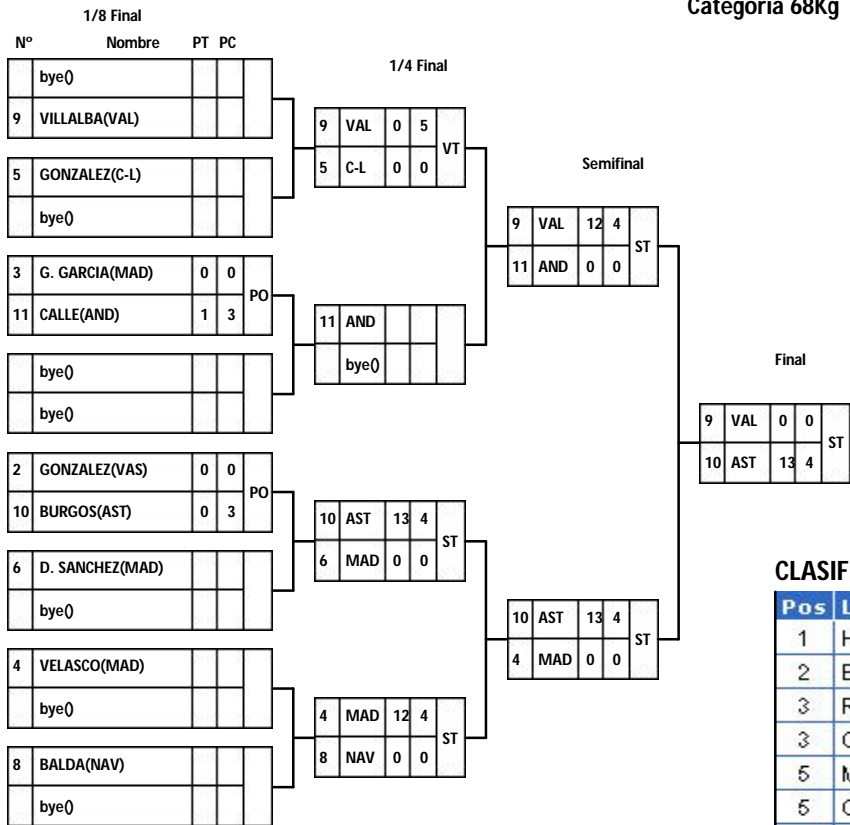 Categoría 68Kg
1/8 Final
Nº Nombre PT PC
bye()
9 VILLALBA(VAL)
5 GONZALEZ(C-L)
bye()
3 G. GARCIA(MAD) 0 0
PO
11 CALLE(AND) 1 3
bye()
bye()
2 GONZALEZ(VAS) 0 0
PO
10 BURGOS(AST) 0 3
6 D. SANCHEZ(MAD)
bye()
4 VELASCO(MAD)
bye()
8 BALDA(NAV)
bye()
1/4 Final
9 VAL 0 5
VT
5 C-L 0 0
11 AND
bye()
10 AST 13 4
ST
6 MAD 0 0
4 MAD 12 4
ST
8 NAV 0 0
Semifinal
9 VAL 12 4
ST
11 AND 0 0
10 AST 13 4
ST
4 MAD 0 0
Final
9 VAL 0 0
ST
10 AST 13 4
CLASIF
Pos
1
2
3
3
5
5